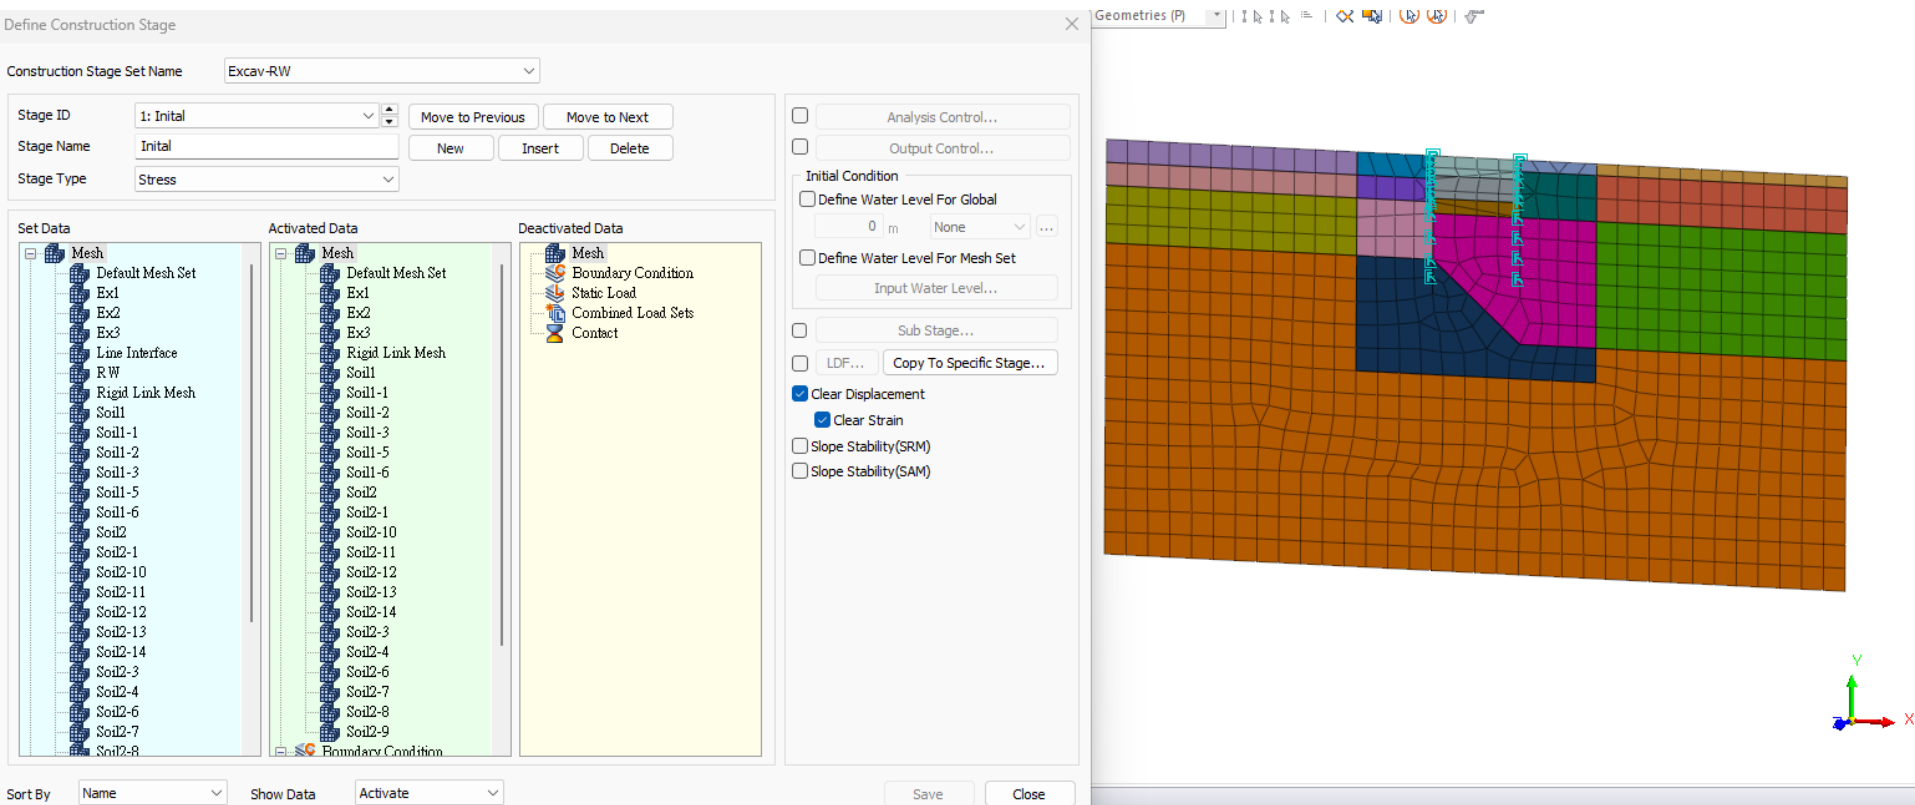 Define Construction Stage
Geometries (P)
Construction Stage Set Name Excav-RW
Stage ID 1: Inital Move to Previous Move to Next
Stage Name Inital New Insert Delete
Stage Type Stress
Set Data
Mesh
Default Mesh Set
Ex1
Ex2
Ex3
Line Interface
RW
Rigid Link Mesh
Soil1
Soil1-1
Soil1-2
Soil1-3
Soil1-5
Soil1-6
Soil2
Soil2-1
Soil2-10
Soil2-11
Soil2-12
Soil2-13
Soil2-14
Soil2-3
Soil2-4
Soil2-6
Soil2-7
Soil2-8
Activated Data
Mesh
Default Mesh Set
Ex1
Ex2
Ex3
Rigid Link Mesh
Soil1
Soil1-1
Soil1-2
Soil1-3
Soil1-5
Soil1-6
Soil2
Soil2-1
Soil2-10
Soil2-11
Soil2-12
Soil2-13
Soil2-14
Soil2-3
Soil2-4
Soil2-6
Soil2-7
Soil2-8
Soil2-9
Boundary Condition
Deactivated Data
Mesh
Boundary Condition
Static Load
Combined Load Sets
Contact
Analysis Control...
Output Control...
Initial Condition
Define Water Level For Global
0 m None ...
Define Water Level For Mesh Set
Input Water Level...
Sub Stage...
LDF... Copy To Specific Stage...
Clear Displacement
Clear Strain
Slope Stability(SRM)
Slope Stability(SAM)
Sort By Name Show Data Activate Save Close
Y
X